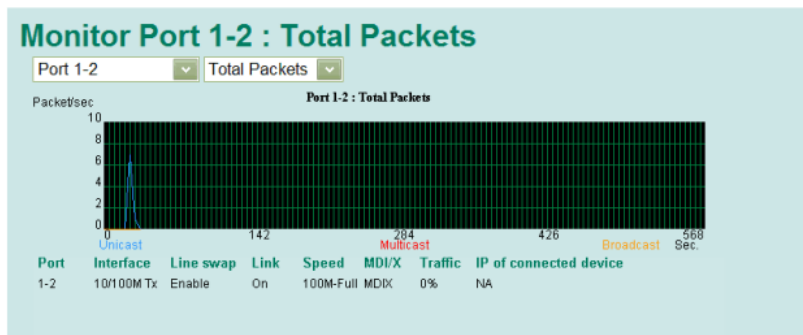 Monitor Port 1-2 : Total Packets
Port 1-2 Total Packets
Packet/sec
Port 1-2 : Total Packets
10
8
6
4
2
0
0 142 284 426 568
Unicast Multicast Broadcast Sec.
Port Interface Line swap Link Speed MDI/X Traffic IP of connected device
1-2 10/100M Tx Enable On 100M-Full MDIX 0% NA